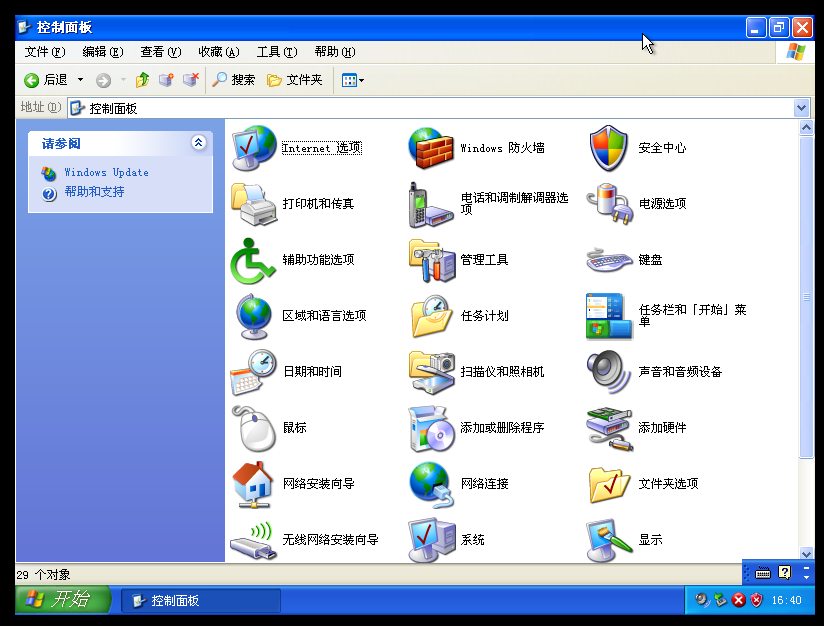 控制面板
文件(F) 编辑(E) 查看(V) 收藏(A) 工具(T) 帮助(H)
后退 搜索 文件夹
地址(D) 控制面板
请参阅
Windows Update
帮助和支持
Internet 选项 Windows 防火墙 安全中心
打印机和传真 电话和调制解调器选
项 电源选项
辅助功能选项 管理工具 键盘
区域和语言选项 任务计划 任务栏和「开始」菜
单
日期和时间 扫描仪和照相机 声音和音频设备
鼠标 添加或删除程序 添加硬件
网络安装向导 网络连接 文件夹选项
无线网络安装向导 系统 显示
29 个对象
开始 控制面板 16:40